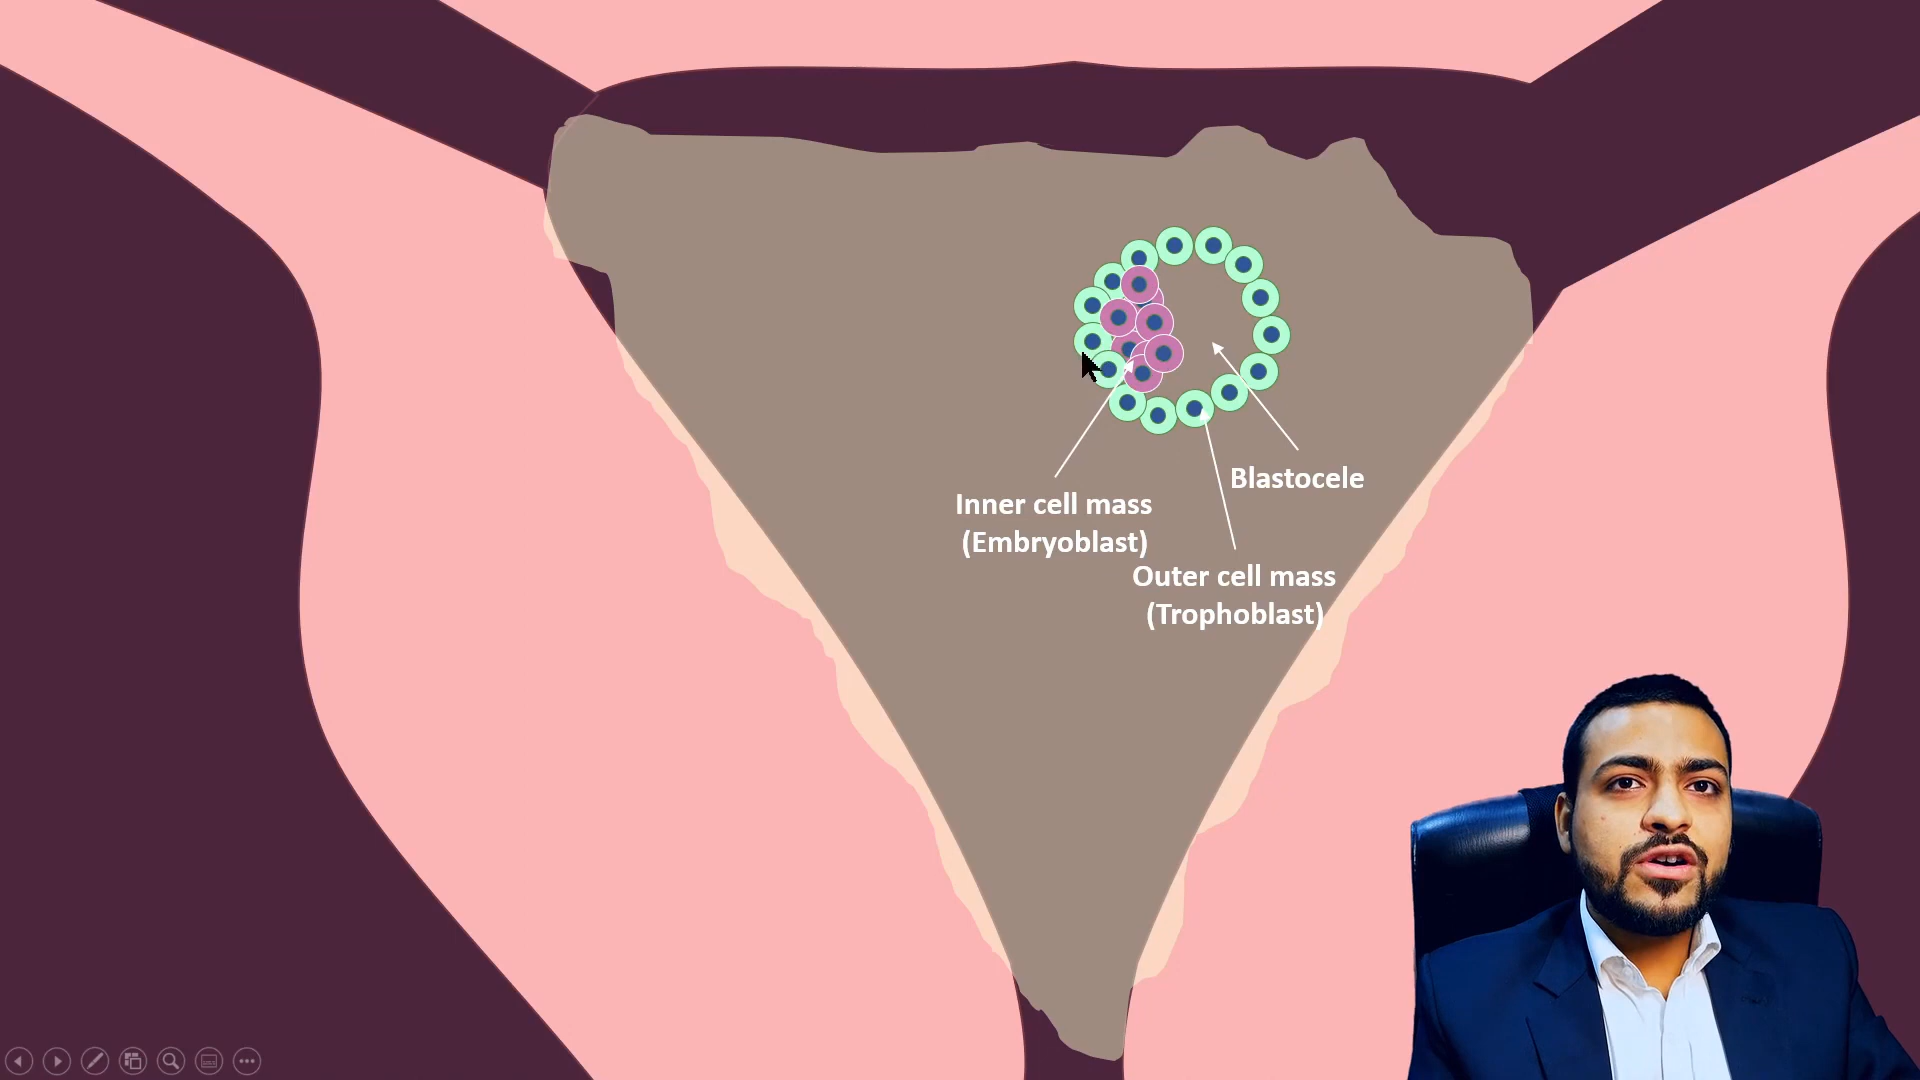 Blastocele
Inner cell mass
(Embryoblast)
Outer cell mass
(Trophoblast)